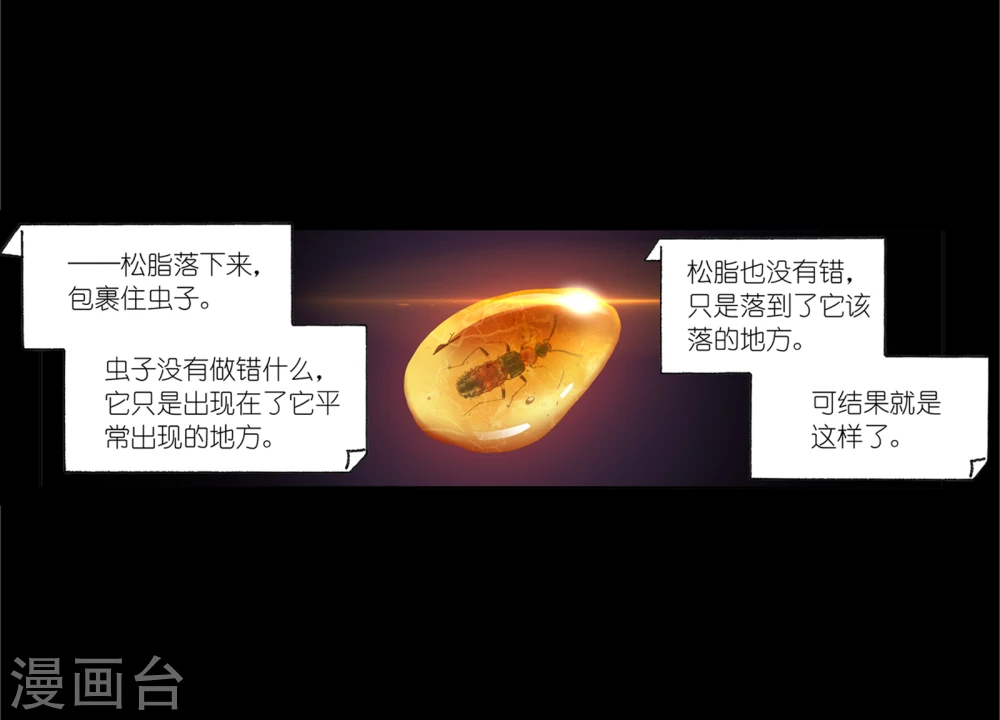 ——松脂落下来，
包裹住虫子。
虫子没有做错什么，
它只是出现在了它平
常出现的地方。
松脂也没有错，
只是落到了它该
落的地方。
可结果就是
这样了。
漫画台